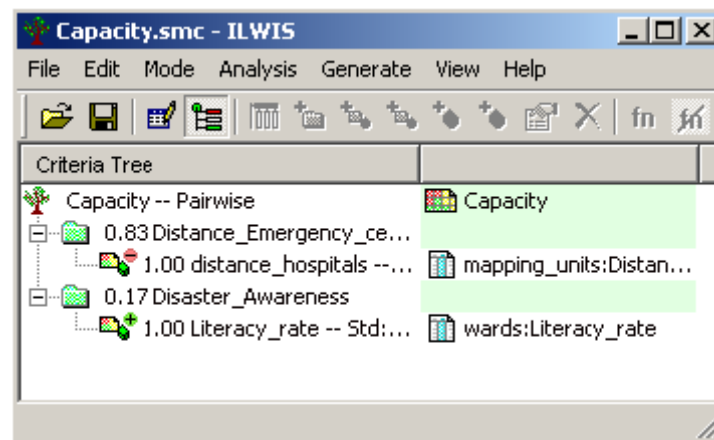 Capacity.smc - ILWIS
File Edit Mode Analysis Generate View Help
fn fn
Criteria Tree
Capacity -- Pairwise Capacity
0.83 Distance_Emergency_ce...
1.00 distance_hospitals --... mapping_units:Distan...
0.17 Disaster_Awareness
1.00 Literacy_rate -- Std:... wards:Literacy_rate